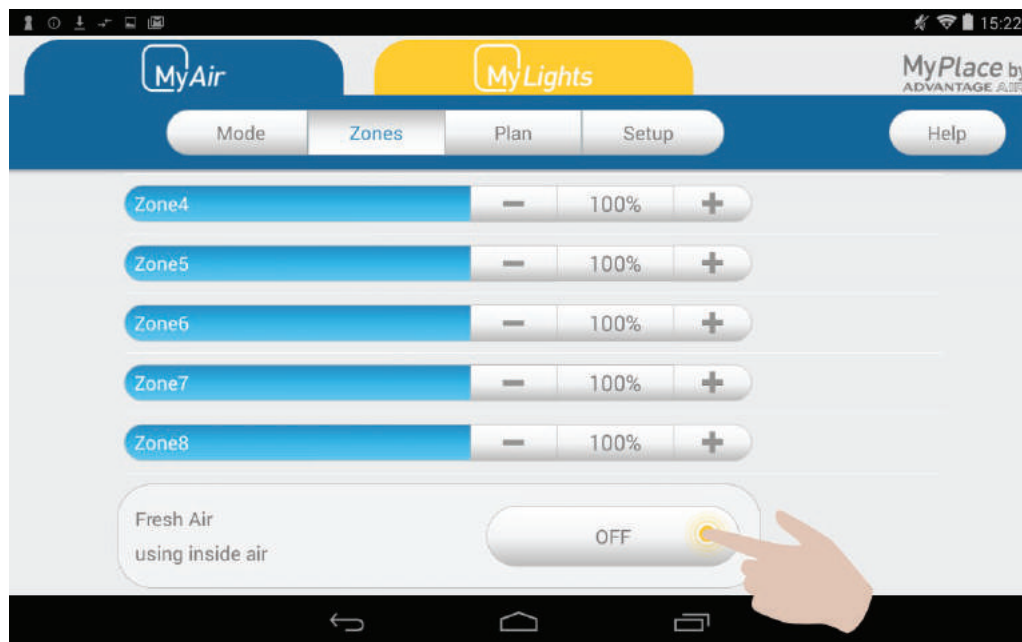 15:22
MyAir
MyLights
MyPlace by
ADVANTAGE AIR
Mode
Zones
Plan
Setup
Help
Zone4
100%
Zone5
100%
Zone6
100%
Zone7
100%
Zone8
100%
Fresh Air
using inside air
OFF